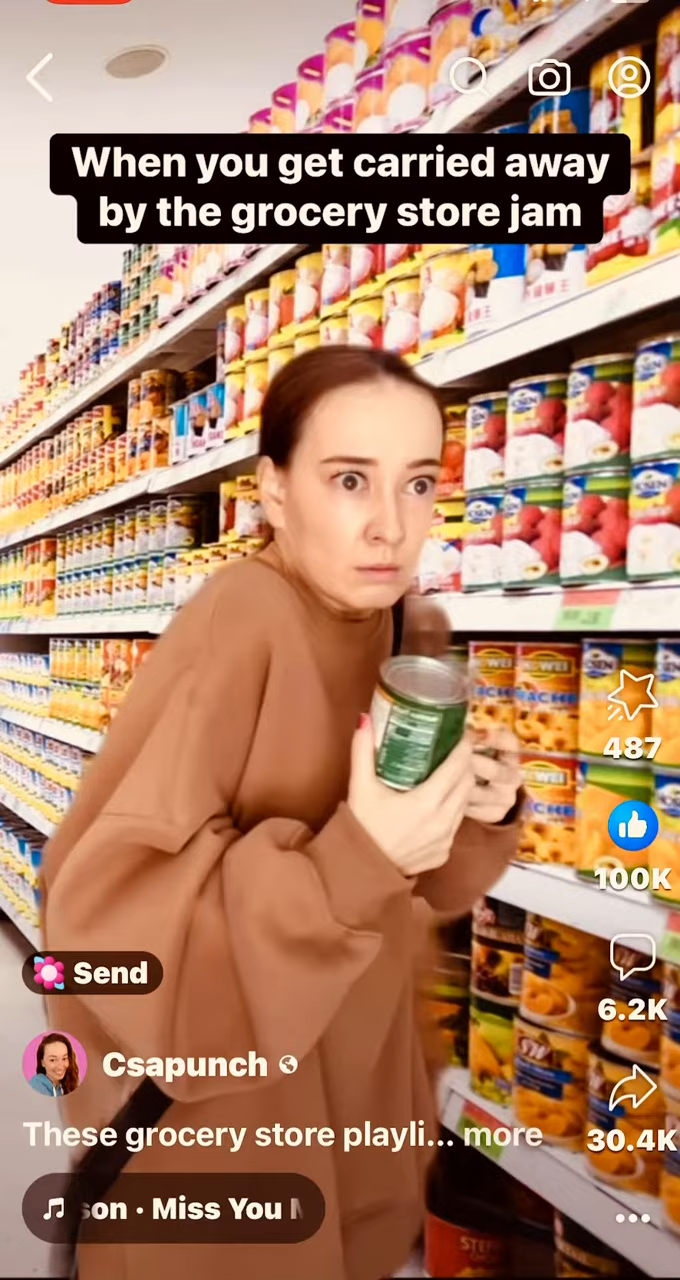 When you get carried away
by the grocery store jam
487
100K
6.2K
30.4K
Send
Csapunch
These grocery store playli... more
son · Miss You